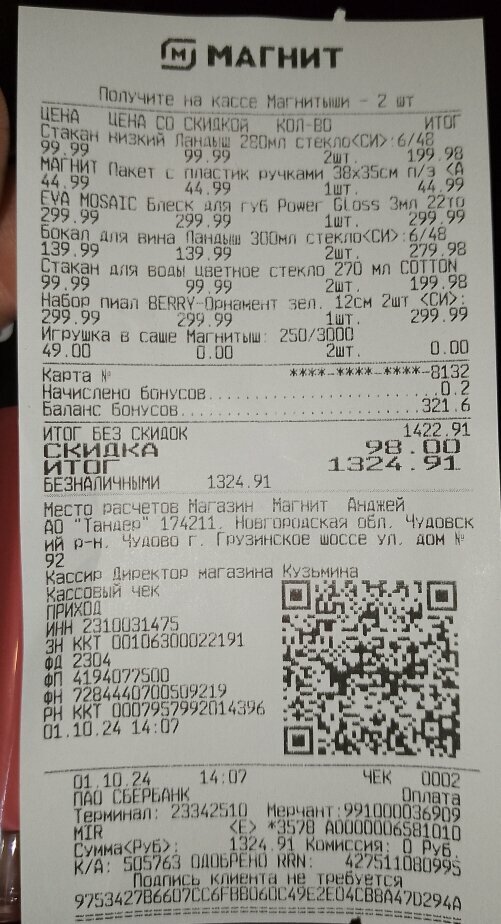 МАГНИТ
Получите на кассе Магнитыши - 2 шт
ЦЕНА ЦЕНА СО СКИДКОЙ КОЛ-ВО ИТОГ
Стакан низкий Ландыш 280мл стекло<СИ>:6/48
99.99 99.99 2шт. 199.98
МАГНИТ Пакет с пластик ручками 38х35см п/э <А
44.99 44.99 1шт. 44.99
EVA MOSAIC Блеск для губ Power Gloss 3мл 22то
299.99 299.99 1шт. 299.99
Бокал для вина Ландыш 300мл стекло<СИ>:6/48
139.99 139.99 2шт. 279.98
Стакан для воды цветное стекло 270 мл COTTON
99.99 99.99 2шт. 199.98
Набор пиал BERRY-Орнамент зел. 12см 2шт <СИ>:
299.99 299.99 1шт. 299.99
Игрушка в саше Магнитыш: 250/3000
49.00 0.00 2шт. 0.00
Карта № ****-****-****-8132
Начислено бонусов....................0.2
Баланс бонусов....................321.6
ИТОГ БЕЗ СКИДОК 1422.91
СКИДКА 98.00
ИТОГ 1324.91
БЕЗНАЛИЧНЫМИ 1324.91
Место расчетов Магазин Магнит Анджей
АО "Тандер" 174211, Новгородская обл. Чудовск
ий р-н, Чудово г. Грузинское шоссе ул. дом №
92
Кассир Директор магазина Кузьмина
Кассовый чек
ПРИХОД
ИНН 2310031475
ЗН ККТ 00106300022191
ФД 2304
ФП 4194077500
ФН 7284440700509219
РН ККТ 0007957992014396
01.10.24 14:07
01.10.24 14:07 ЧЕК 0002
ПАО СБЕРБАНК Оплата
Терминал: 23342510 Мерчант:991000036909
MIR <E> *3578 A0000006581010
Сумма<Руб>: 1324.91 Комиссия: 0 Руб
К/А: 505763 ОДОБРЕНО RRN: 427511080995
Подпись клиента не требуется
9753427B6607CC6FBB060C49E2E04CBBA47D294A